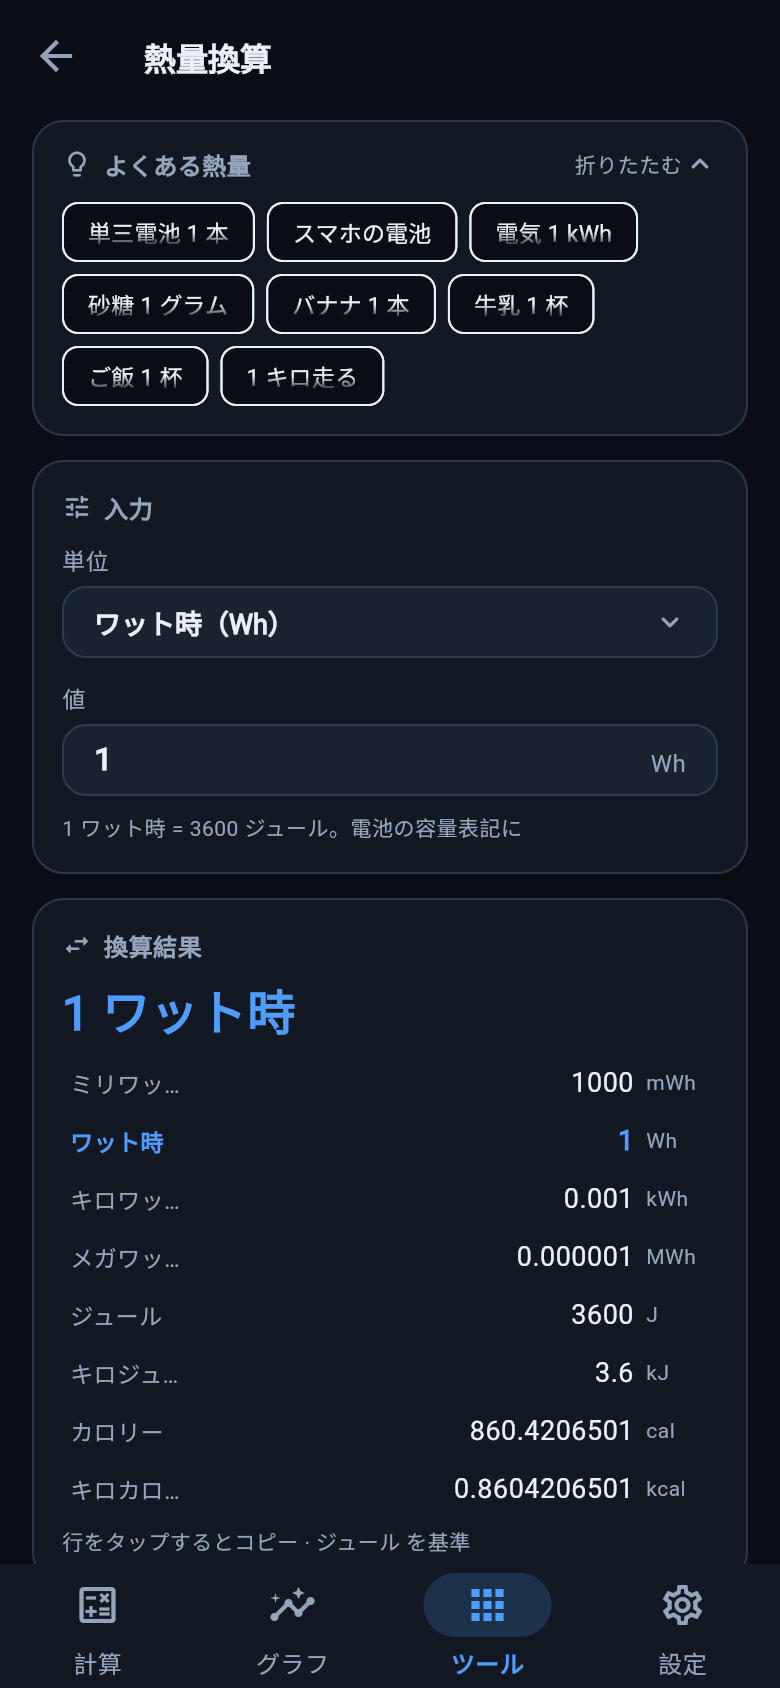 熱量換算
よくある熱量
折りたたむ
単三電池 1 本
スマホの電池
電気 1 kWh
砂糖 1 グラム
バナナ 1 本
牛乳 1 杯
ご飯 1 杯
1 キロ走る
入力
単位
ワット時（Wh）
値
1
Wh
1 ワット時 = 3600 ジュール。電池の容量表記に
換算結果
1 ワット時
ミリワッ... 1000 mWh
ワット時 1 Wh
キロワッ... 0.001 kWh
メガワッ... 0.000001 MWh
ジュール 3600 J
キロジュ... 3.6 kJ
カロリー 860.4206501 cal
キロカロ... 0.8604206501 kcal
行をタップするとコピー · ジュール を基準
計算
グラフ
ツール
設定